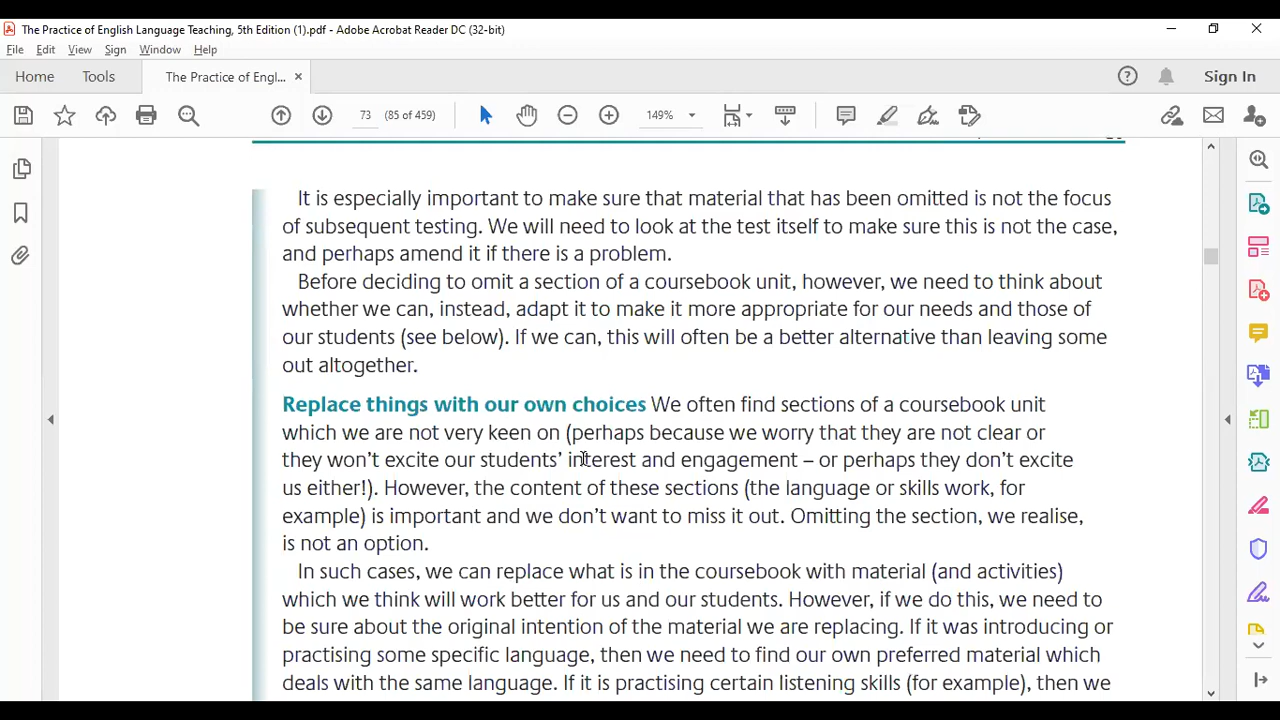 The Practice of English Language Teaching, 5th Edition (1).pdf - Adobe Acrobat Reader DC (32-bit)
File Edit View Sign Window Help
Home Tools The Practice of Engl... × Sign In
73 (85 of 459) 149%
It is especially important to make sure that material that has been omitted is not the focus
of subsequent testing. We will need to look at the test itself to make sure this is not the case,
and perhaps amend it if there is a problem.
Before deciding to omit a section of a coursebook unit, however, we need to think about
whether we can, instead, adapt it to make it more appropriate for our needs and those of
our students (see below). If we can, this will often be a better alternative than leaving some
out altogether.
Replace things with our own choices We often find sections of a coursebook unit
which we are not very keen on (perhaps because we worry that they are not clear or
they won’t excite our students’ interest and engagement – or perhaps they don’t excite
us either!). However, the content of these sections (the language or skills work, for
example) is important and we don’t want to miss it out. Omitting the section, we realise,
is not an option.
In such cases, we can replace what is in the coursebook with material (and activities)
which we think will work better for us and our students. However, if we do this, we need to
be sure about the original intention of the material we are replacing. If it was introducing or
practising some specific language, then we need to find our own preferred material which
deals with the same language. If it is practising certain listening skills (for example), then we